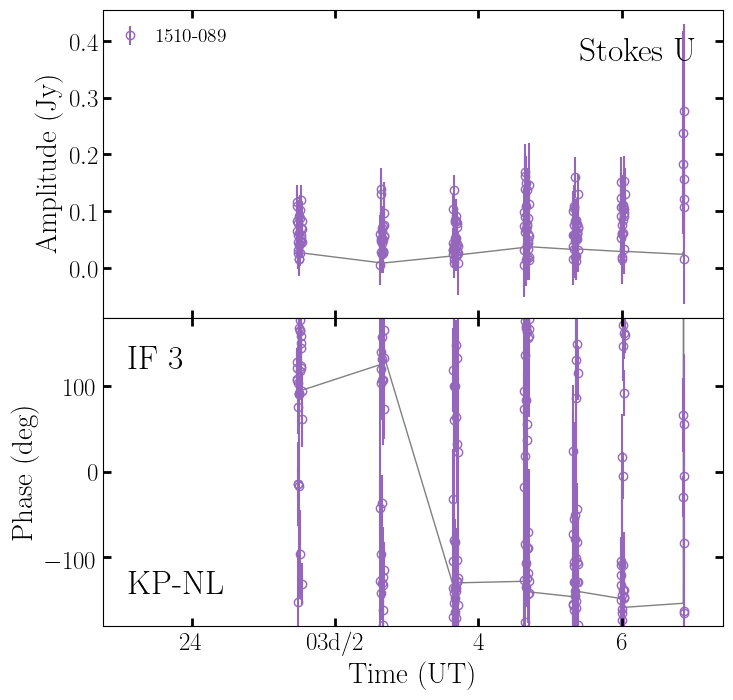 1510-089
Stokes U
0.4
0.3
0.2
0.1
0.0
Amplitude (Jy)
IF 3
100
0
−100
Phase (deg)
KP-NL
24 03d/2 4 6
Time (UT)